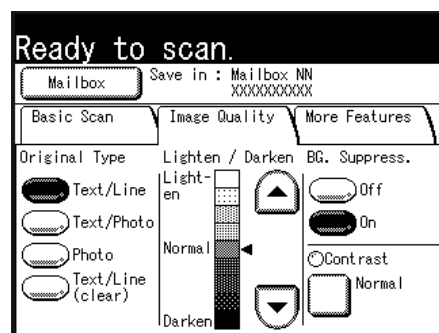 Ready to scan.
Mailbox
Save in : Mailbox NN
XXXXXXXXXX
Basic Scan
Image Quality
More Features
Original Type
Lighten / Darken
BG. Suppress.
Text/Line
Text/Photo
Photo
Text/Line
(clear)
Light-
en
Normal
Darken
Off
On
Contrast
Normal